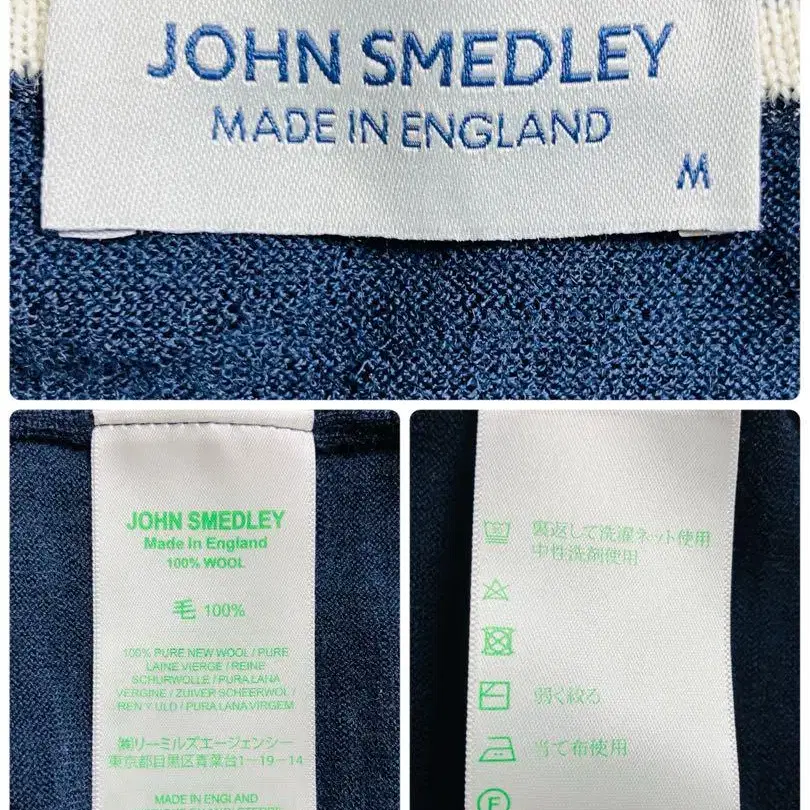 JOHN SMEDLEY
MADE IN ENGLAND
M
JOHN SMEDLEY
Made in England
100% WOOL
毛 100%
100% PURE NEW WOOL / PURE
LAINE VIERGE / REINE
SCHURWOLLE / PURA LANA
VERGINE / ZUIVER SCHEERWOL /
REN Y ULD / PURA LANA VIRGEM
㈱リーミルズエージェンシー
東京都目黒区青葉台1-19-14
MADE IN ENGLAND
裏返して洗濯ネット使用
中性洗剤使用
弱く絞る
当て布使用
F